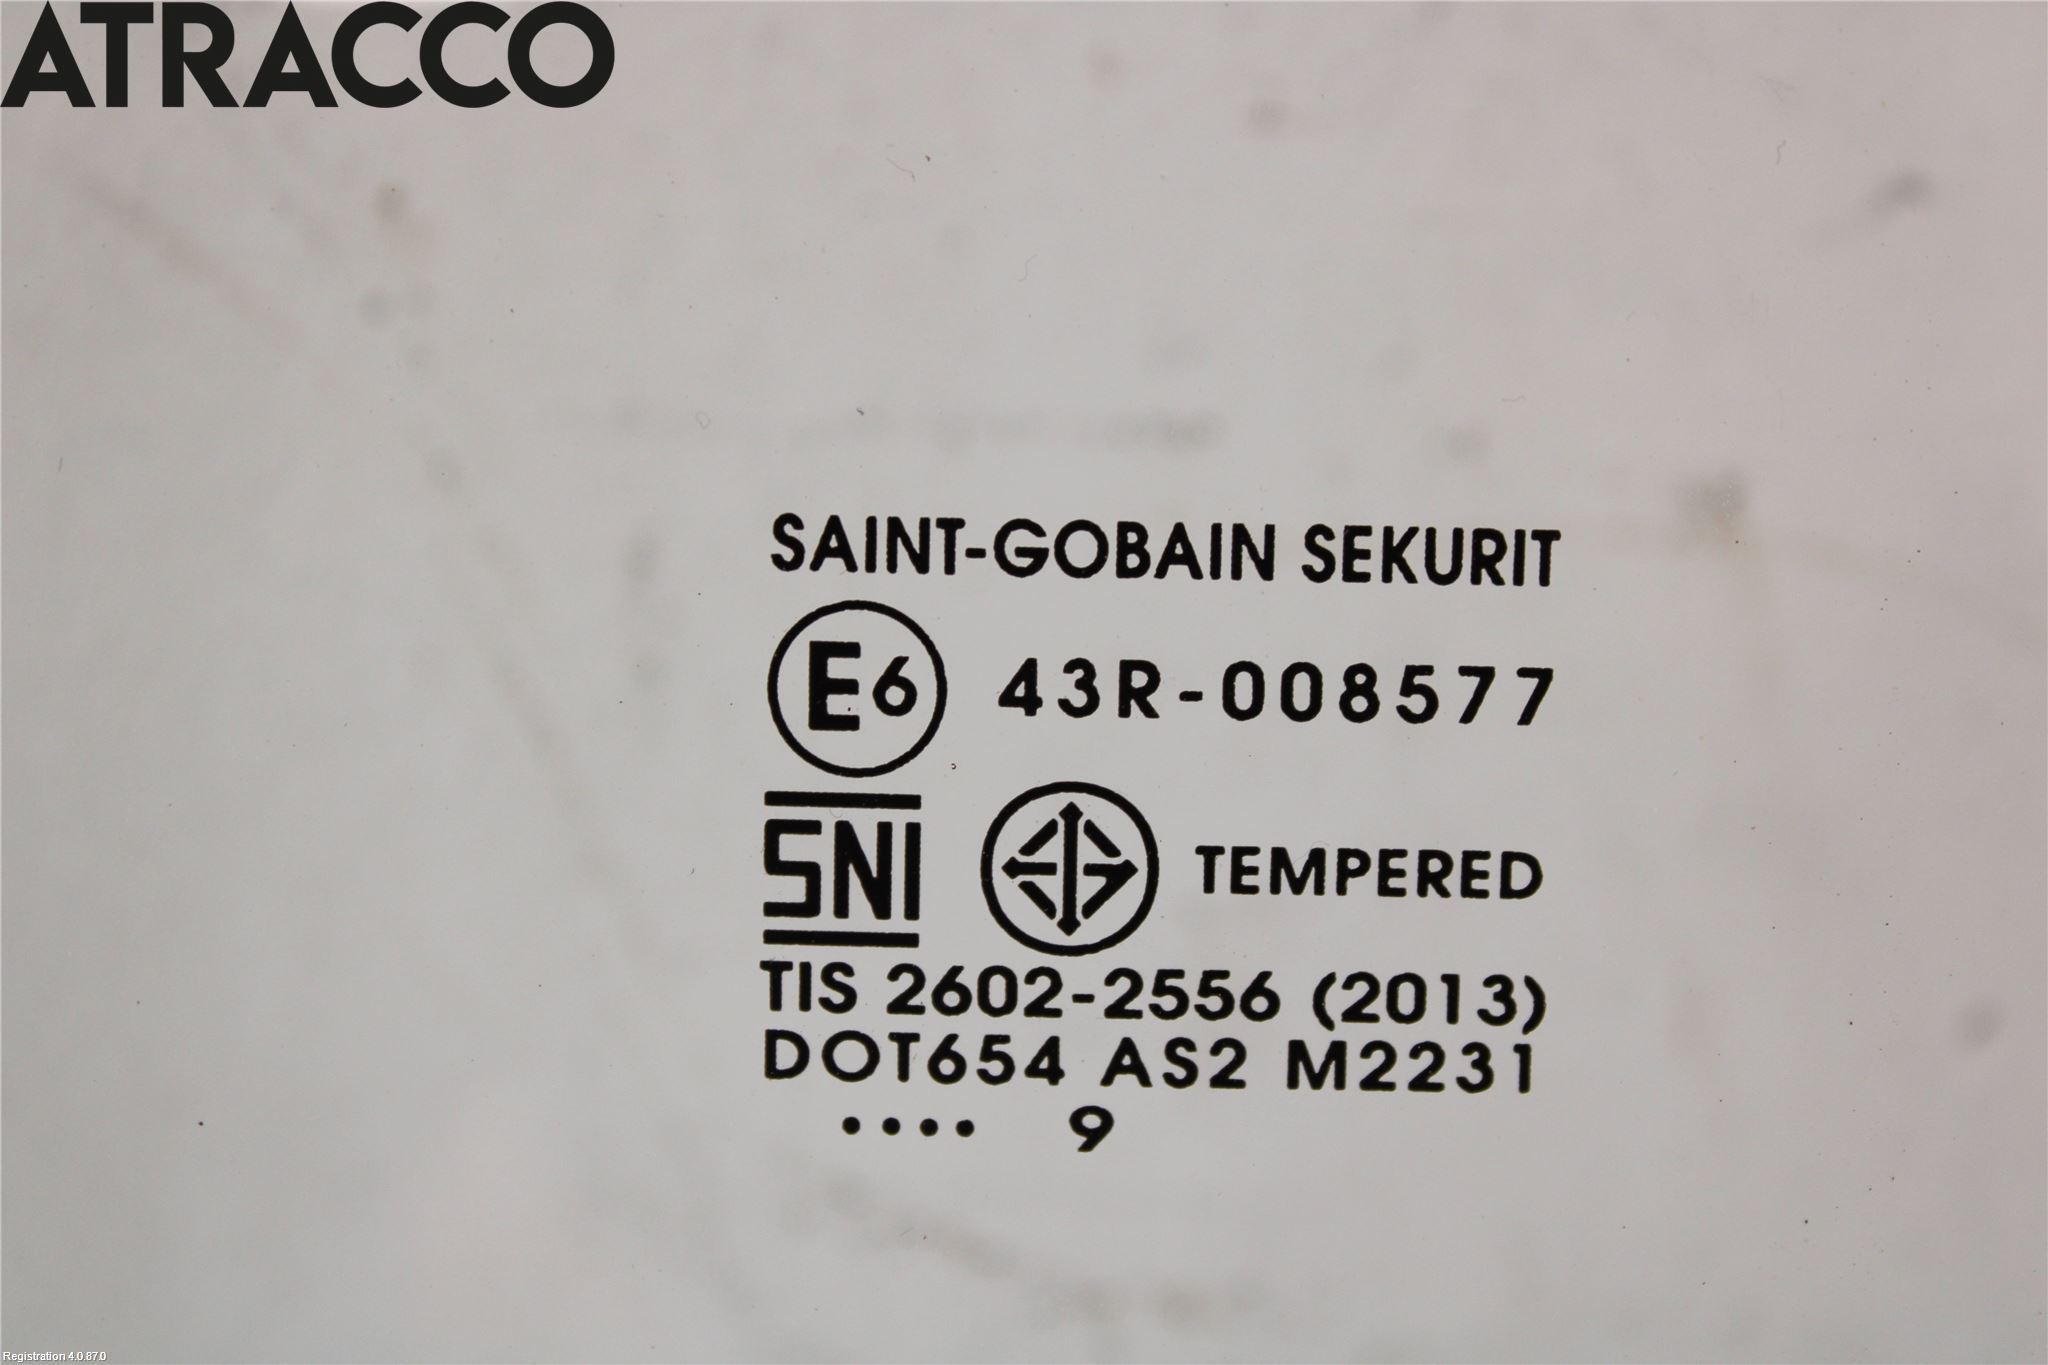 ATRACCO
SAINT-GOBAIN SEKURIT
E6 43R-008577
SNI TEMPERED
TIS 2602-2556 (2013)
DOT654 AS2 M2231
.... 9
Registration 4.0.87.0